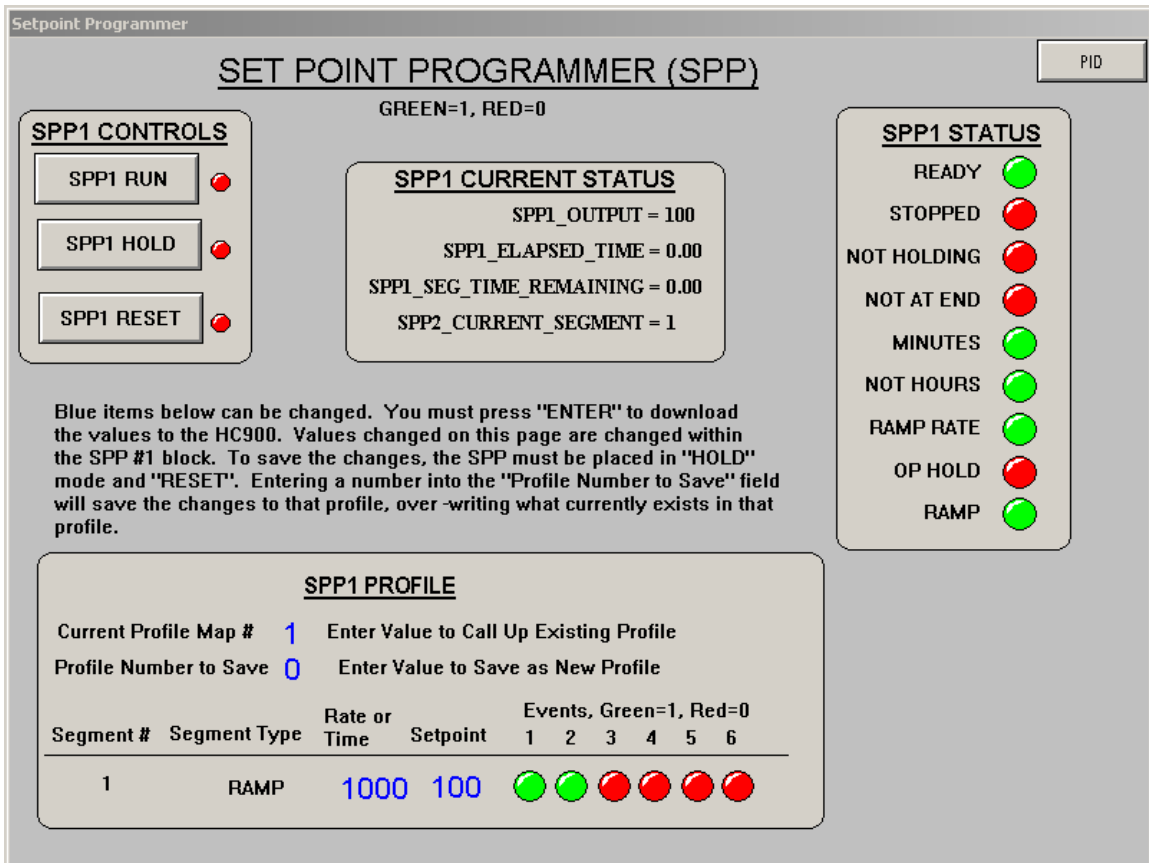 Setpoint Programmer
SET POINT PROGRAMMER (SPP)
PID
GREEN=1, RED=0
SPP1 CONTROLS
SPP1 RUN
SPP1 HOLD
SPP1 RESET
SPP1 CURRENT STATUS
SPP1_OUTPUT = 100
SPP1_ELAPSED_TIME = 0.00
SPP1_SEG_TIME_REMAINING = 0.00
SPP2_CURRENT_SEGMENT = 1
SPP1 STATUS
READY
STOPPED
NOT HOLDING
NOT AT END
MINUTES
NOT HOURS
RAMP RATE
OP HOLD
RAMP
Blue items below can be changed. You must press "ENTER" to download
the values to the HC900. Values changed on this page are changed within
the SPP #1 block. To save the changes, the SPP must be placed in "HOLD"
mode and "RESET". Entering a number into the "Profile Number to Save" field
will save the changes to that profile, over -writing what currently exists in that
profile.
SPP1 PROFILE
Current Profile Map # 1 Enter Value to Call Up Existing Profile
Profile Number to Save 0 Enter Value to Save as New Profile
Events, Green=1, Red=0
Segment # Segment Type Rate or Time Setpoint 1 2 3 4 5 6
1 RAMP 1000 100